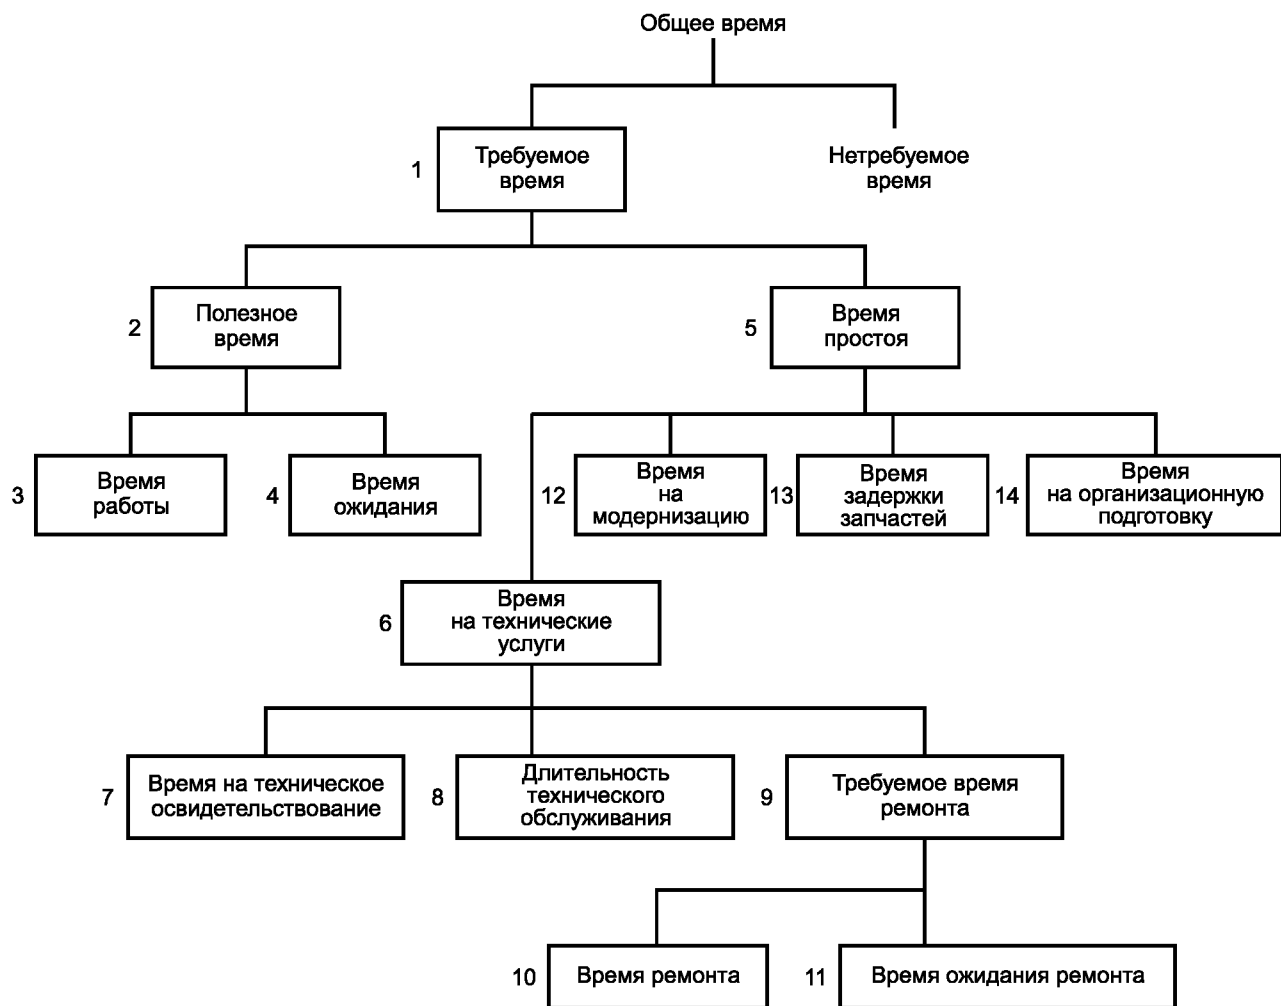 Общее время
1
Требуемое
время
Нетребуемое
время
2
Полезное
время
5
Время
простоя
3
Время
работы
4
Время
ожидания
12
Время
на
модернизацию
13
Время
задержки
запчастей
14
Время
на организационную
подготовку
6
Время
на технические
услуги
7
Время на техническое
освидетельствование
8
Длительность
технического
обслуживания
9
Требуемое время
ремонта
10
Время ремонта
11
Время ожидания ремонта